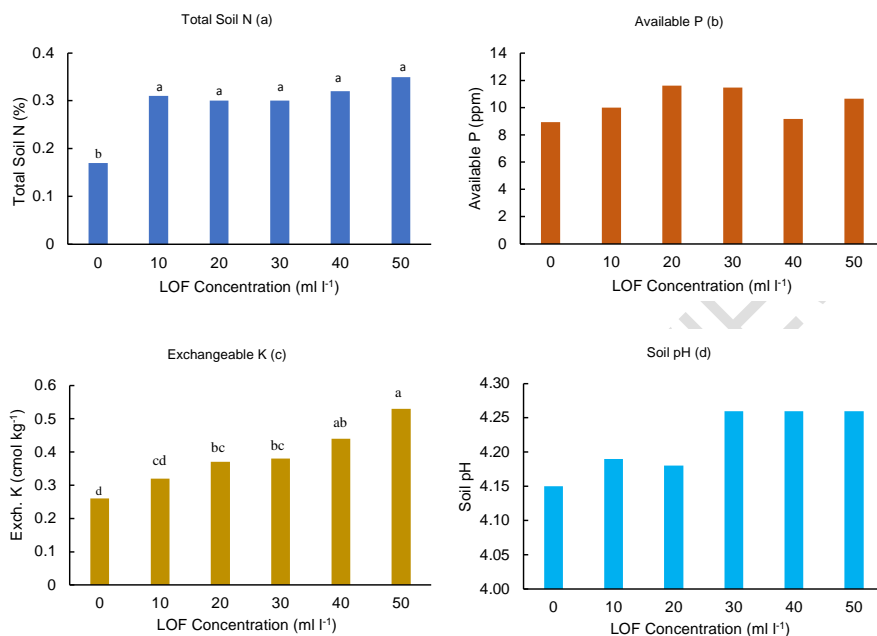 Total Soil N (a)
Total Soil N (%)
0.4
0.3
0.2
0.1
0
b
a
a
a
a
a
0 10 20 30 40 50
LOF Concentration (ml l⁻¹)
Available P (b)
Available P (ppm)
14
12
10
8
6
4
2
0
0 10 20 30 40 50
LOF Concentration (ml l⁻¹)
Exchangeable K (c)
Exch. K (cmol kg⁻¹)
0.6
0.5
0.4
0.3
0.2
0.1
0
d
cd
bc
bc
ab
a
0 10 20 30 40 50
LOF Concentration (ml l⁻¹)
Soil pH (d)
Soil pH
4.30
4.25
4.20
4.15
4.10
4.05
4.00
0 10 20 30 40 50
LOF Concentration (ml l⁻¹)